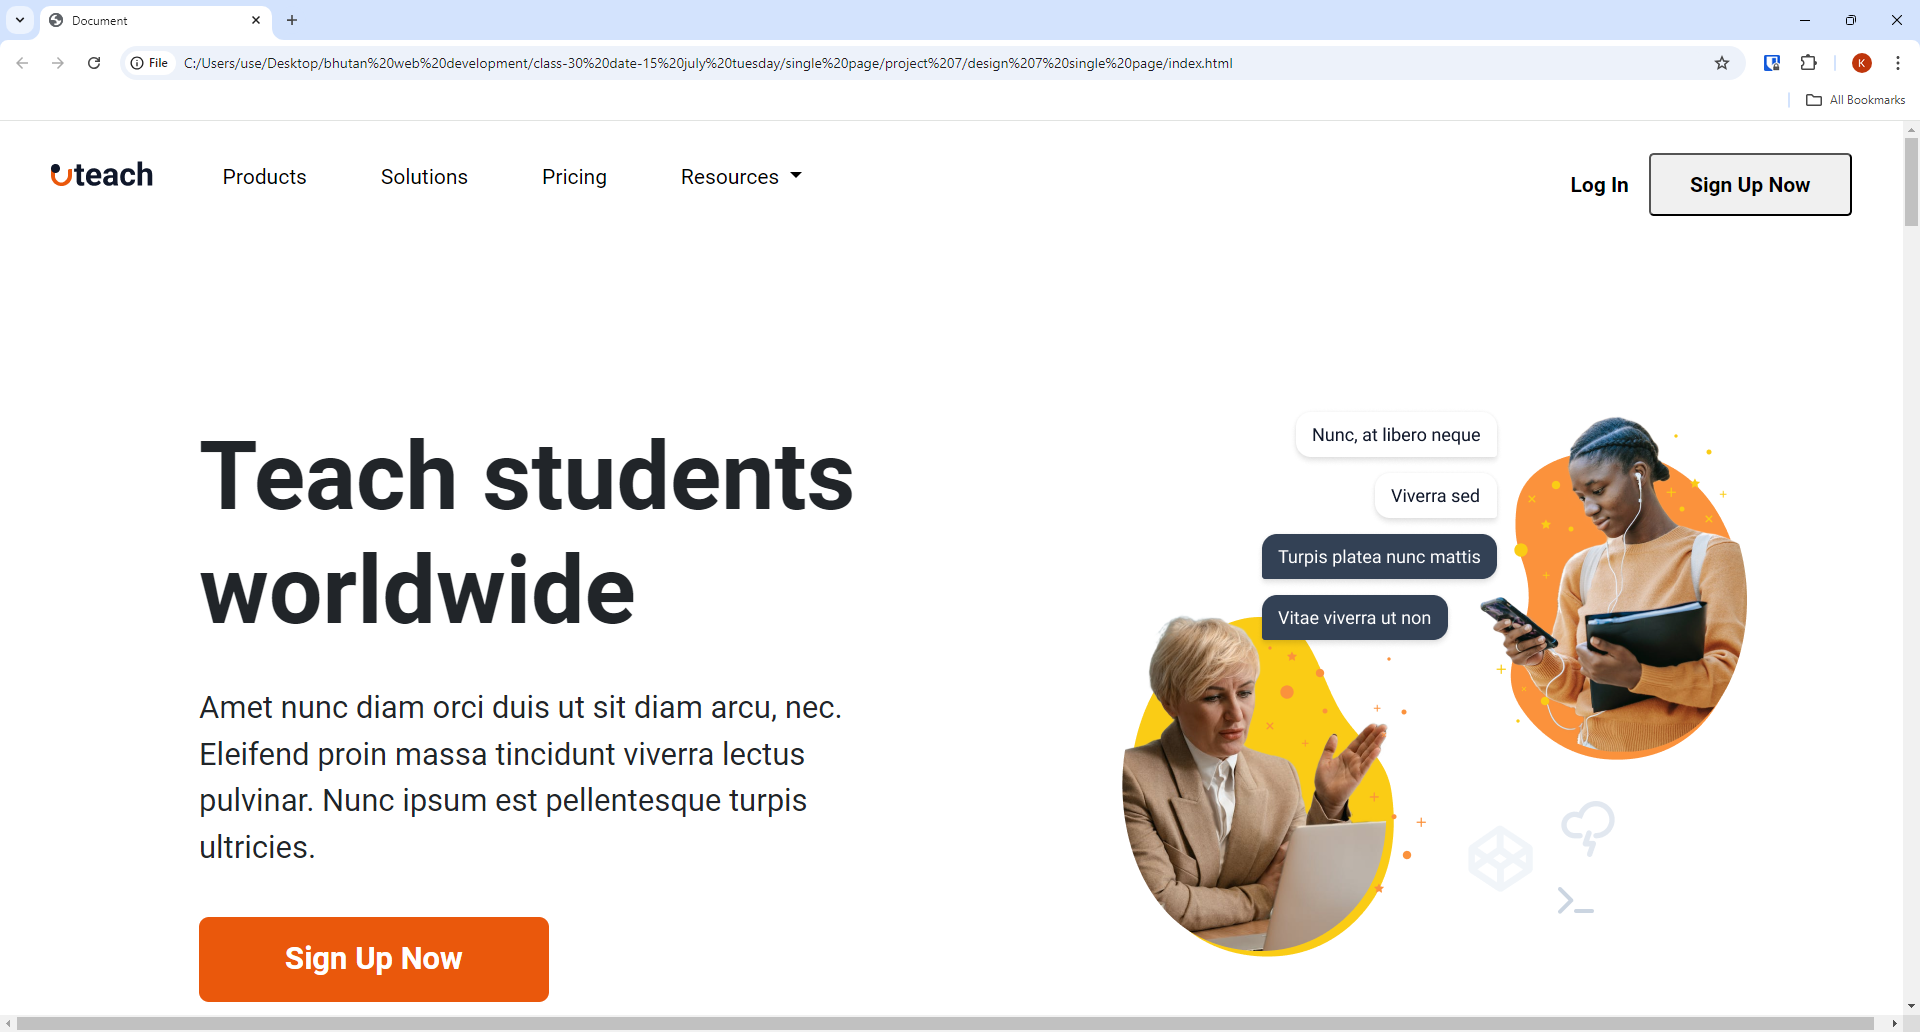 Document
File
C:/Users/use/Desktop/bhutan%20web%20development/class-30%20date-15%20july%20tuesday/single%20page/project%207/design%207%20single%20page/index.html
K
All Bookmarks
uteach
Products
Solutions
Pricing
Resources
Log In
Sign Up Now
Teach students
worldwide
Amet nunc diam orci duis ut sit diam arcu, nec.
Eleifend proin massa tincidunt viverra lectus
pulvinar. Nunc ipsum est pellentesque turpis
ultricies.
Sign Up Now
Nunc, at libero neque
Viverra sed
Turpis platea nunc mattis
Vitae viverra ut non